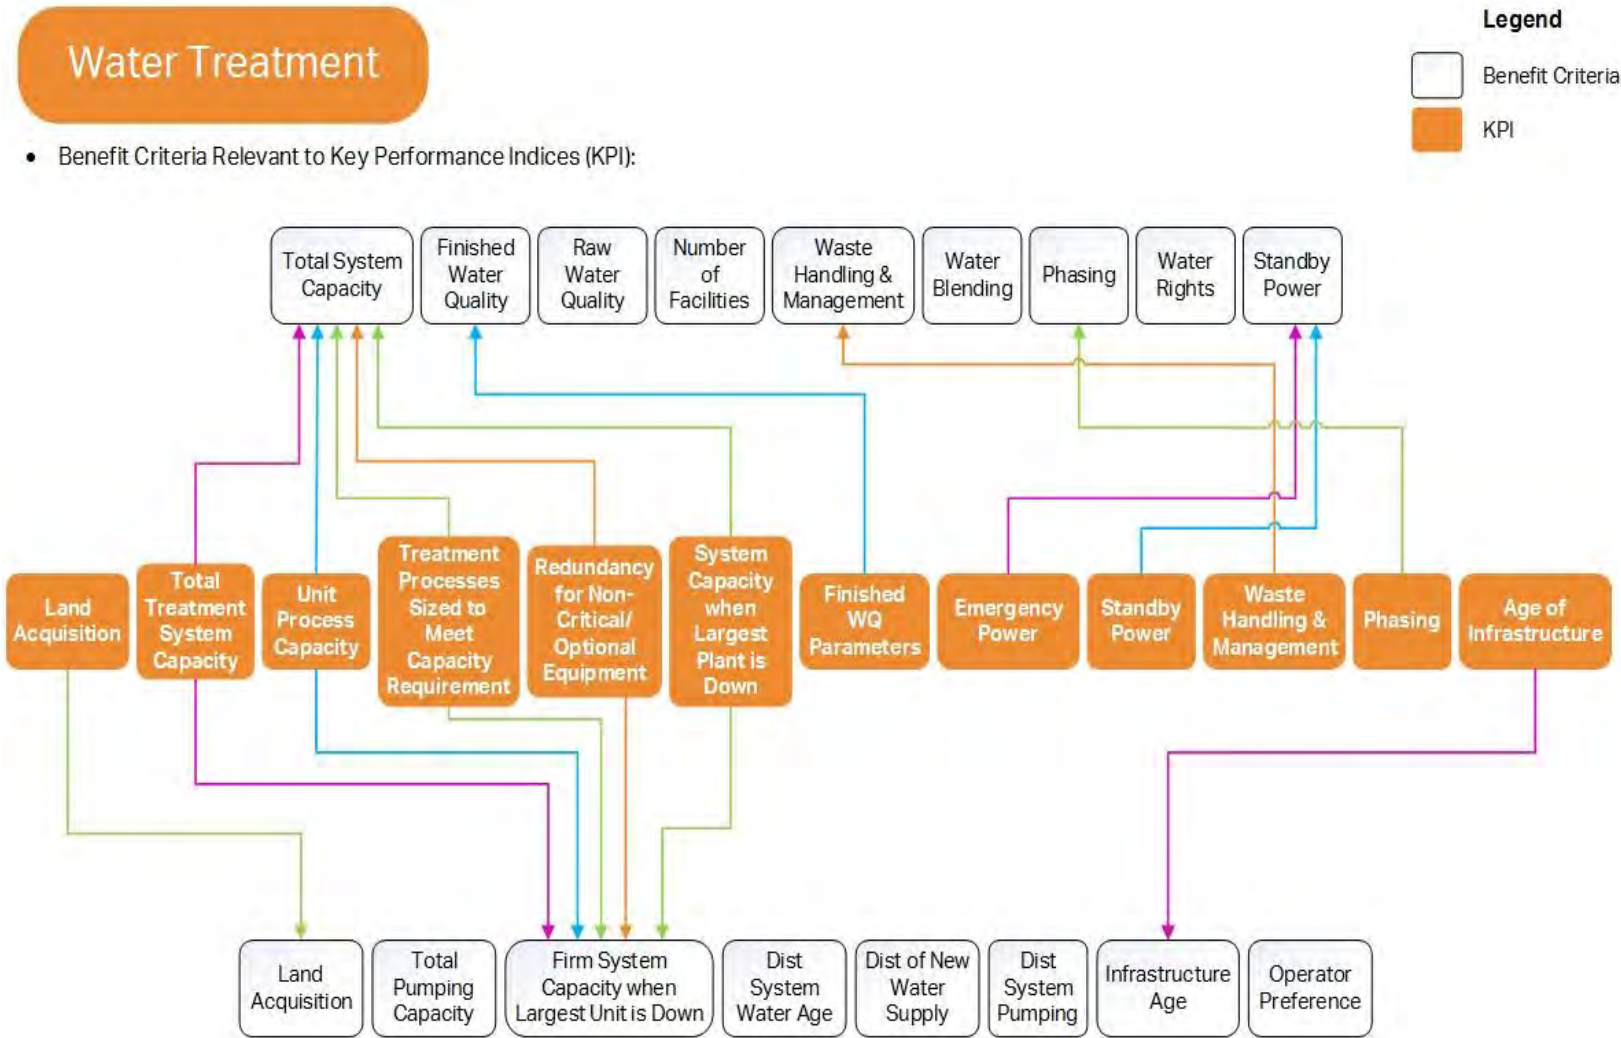 Water Treatment
Legend
Benefit Criteria
KPI
• Benefit Criteria Relevant to Key Performance Indices (KPI):
Total System
Capacity
Finished
Water
Quality
Raw
Water
Quality
Number
of
Facilities
Waste
Handling &
Management
Water
Blending
Phasing
Water
Rights
Standby
Power
Land
Acquisition
Total
Treatment
System
Capacity
Unit
Process
Capacity
Treatment
Processes
Sized to
Meet
Capacity
Requirement
Redundancy
for Non-
Critical/
Optional
Equipment
System
Capacity
when
Largest
Plant is
Down
Finished
WQ
Parameters
Emergency
Power
Standby
Power
Waste
Handling &
Management
Phasing
Age of
Infrastructure
Land
Acquisition
Total
Pumping
Capacity
Firm System
Capacity when
Largest Unit is Down
Dist
System
Water Age
Dist of New
Water
Supply
Dist
System
Pumping
Infrastructure
Age
Operator
Preference